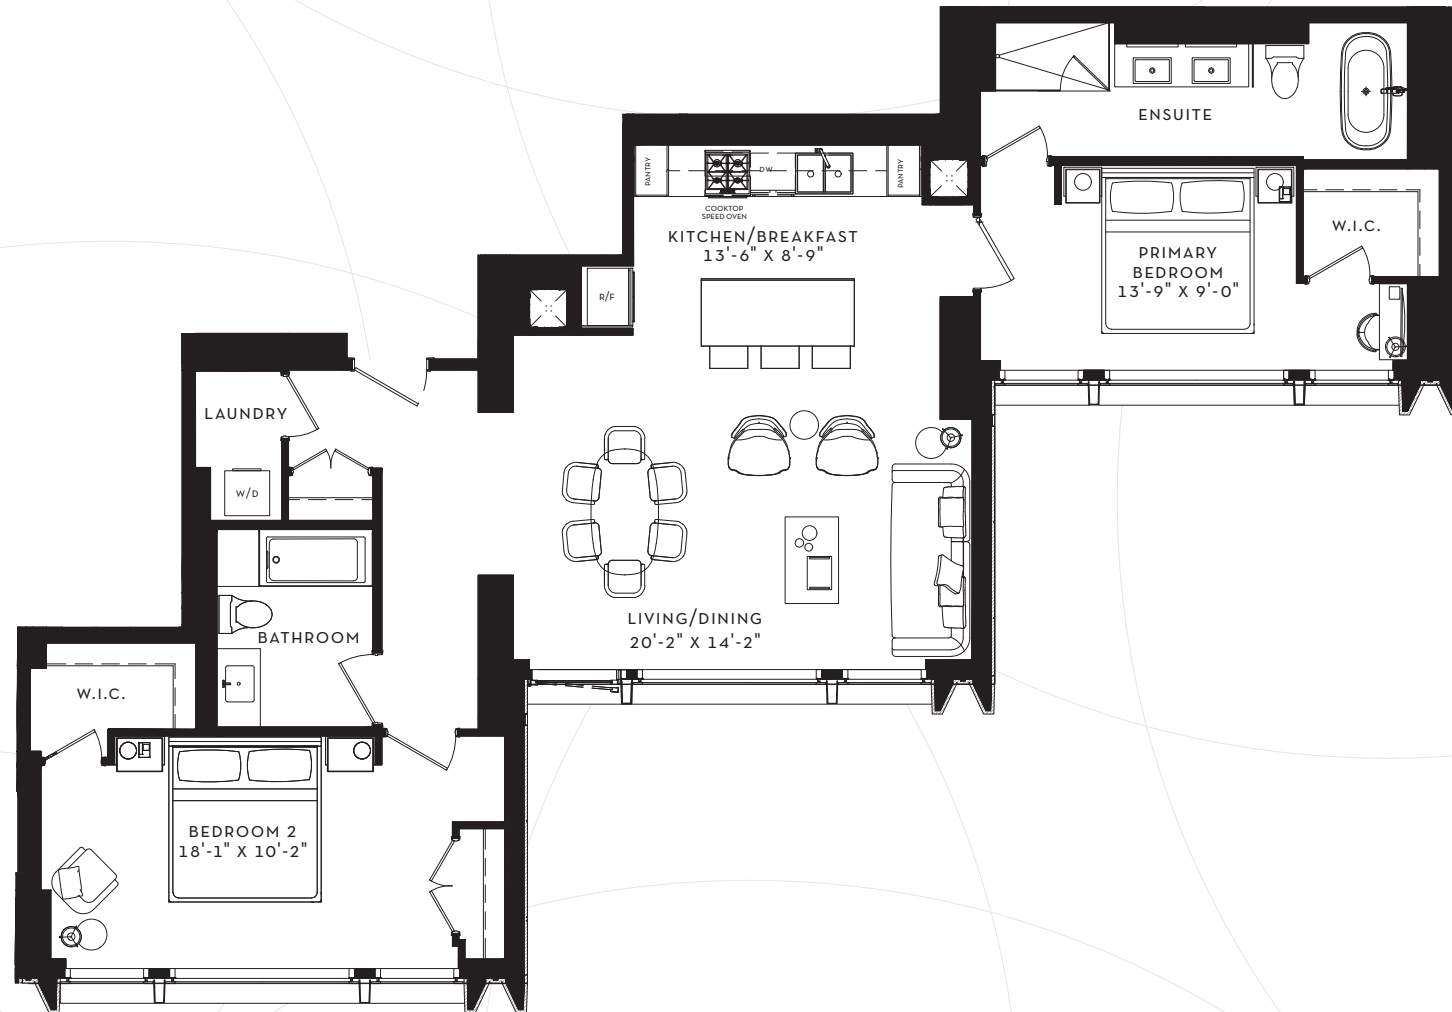 ENSUITE
PANTRY
DW
PANTRY
COOKTOP
SPEED OVEN
KITCHEN/BREAKFAST
13'-6" X 8'-9"
W.I.C.
PRIMARY
BEDROOM
13'-9" X 9'-0"
R/F
LAUNDRY
W/D
LIVING/DINING
20'-2" X 14'-2"
BATHROOM
W.I.C.
BEDROOM 2
18'-1" X 10'-2"